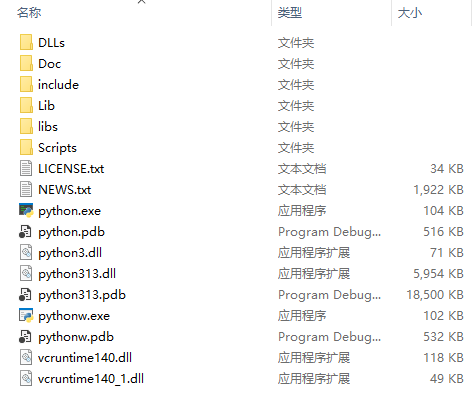 名称 类型 大小
DLLs 文件夹
Doc 文件夹
include 文件夹
Lib 文件夹
libs 文件夹
Scripts 文件夹
LICENSE.txt 文本文档 34 KB
NEWS.txt 文本文档 1,922 KB
python.exe 应用程序 104 KB
python.pdb Program Debug... 516 KB
python3.dll 应用程序扩展 71 KB
python313.dll 应用程序扩展 5,954 KB
python313.pdb Program Debug... 18,500 KB
pythonw.exe 应用程序 102 KB
pythonw.pdb Program Debug... 532 KB
vcruntime140.dll 应用程序扩展 118 KB
vcruntime140_1.dll 应用程序扩展 49 KB